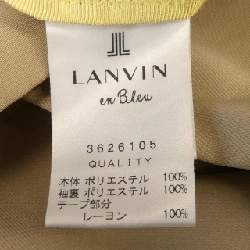 LANVIN
en Bleu
3626105
QUALITY
本体 ポリエステル 100%
袖裏 ポリエステル 100%
テープ部分
レーヨン 100%